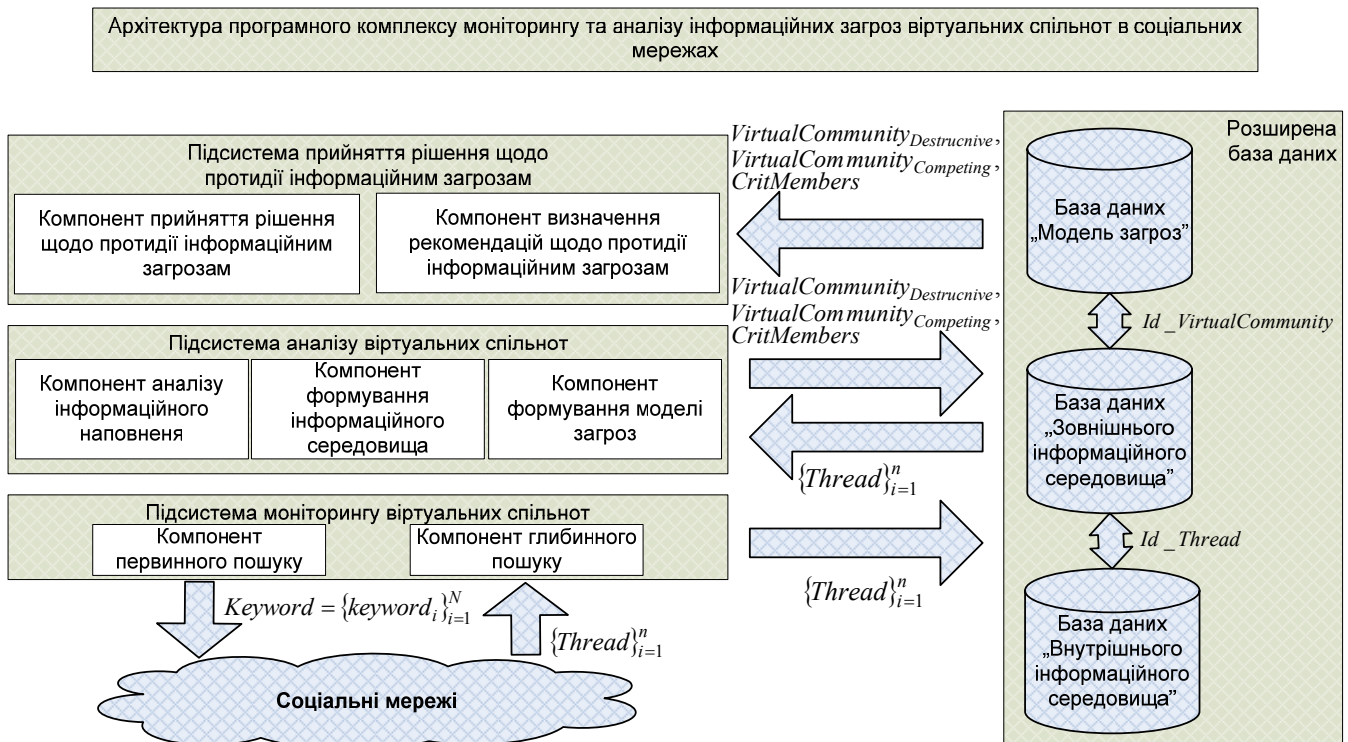 Архітектура програмного комплексу моніторингу та аналізу інформаційних загроз віртуальних спільнот в соціальних
мережах
Підсистема прийняття рішення щодо
протидії інформаційним загрозам
Компонент прийняття рішення
щодо протидії інформаційним
загрозам
Компонент визначення
рекомендацій щодо протидії
інформаційним загрозам
VirtualCommunity_Destrucnive,
VirtualCommunity_Competing,
CritMembers
Розширена
база даних
База даних
„Модель загроз”
Id _VirtualCommunity
Підсистема аналізу віртуальних спільнот
Компонент аналізу
інформаційного
наповненя
Компонент
формування
інформаційного
середовища
Компонент
формування моделі
загроз
VirtualCommunity_Destrucnive,
VirtualCommunity_Competing,
CritMembers
{Thread}_{i=1}^n
База даних
„Зовнішнього
інформаційного
середовища”
Id _Thread
Підсистема моніторингу віртуальних спільнот
Компонент
первинного пошуку
Компонент глибинного
пошуку
{Thread}_{i=1}^n
База даних
„Внутрішнього
інформаційного
середовища”
Keyword = {keyword_i}_{i=1}^N
{Thread}_{i=1}^n
Соціальні мережі